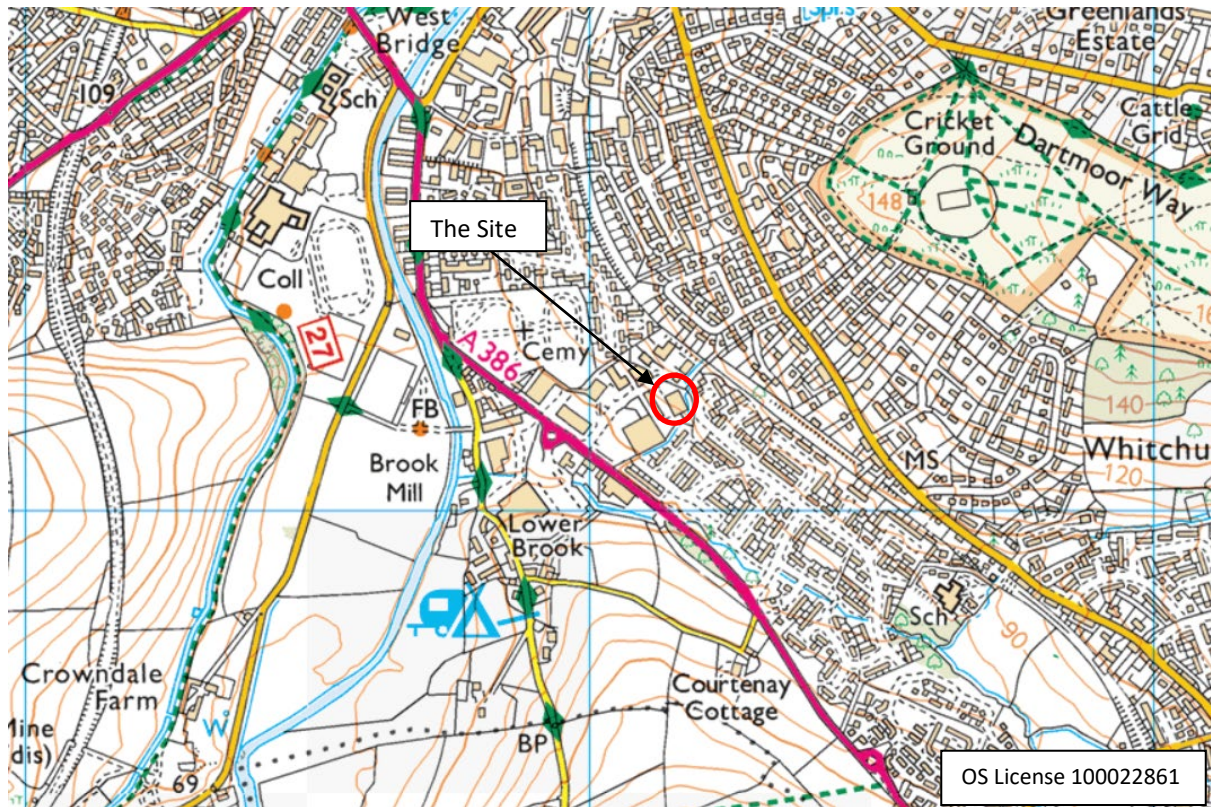 West
Bridge
Spr.s
Greenlands
Estate
109
Sch
Cattle
Grid
Cricket
Ground
Dartmoor Way
148
The Site
Coll
27
A 386
Cemy
140
FB
Whitchu
MS
120
Brook
Mill
Lower
Brook
Sch
90
Crowndale
Farm
Courtenay
Cottage
W
Mine
dis)
BP
69
OS License 100022861